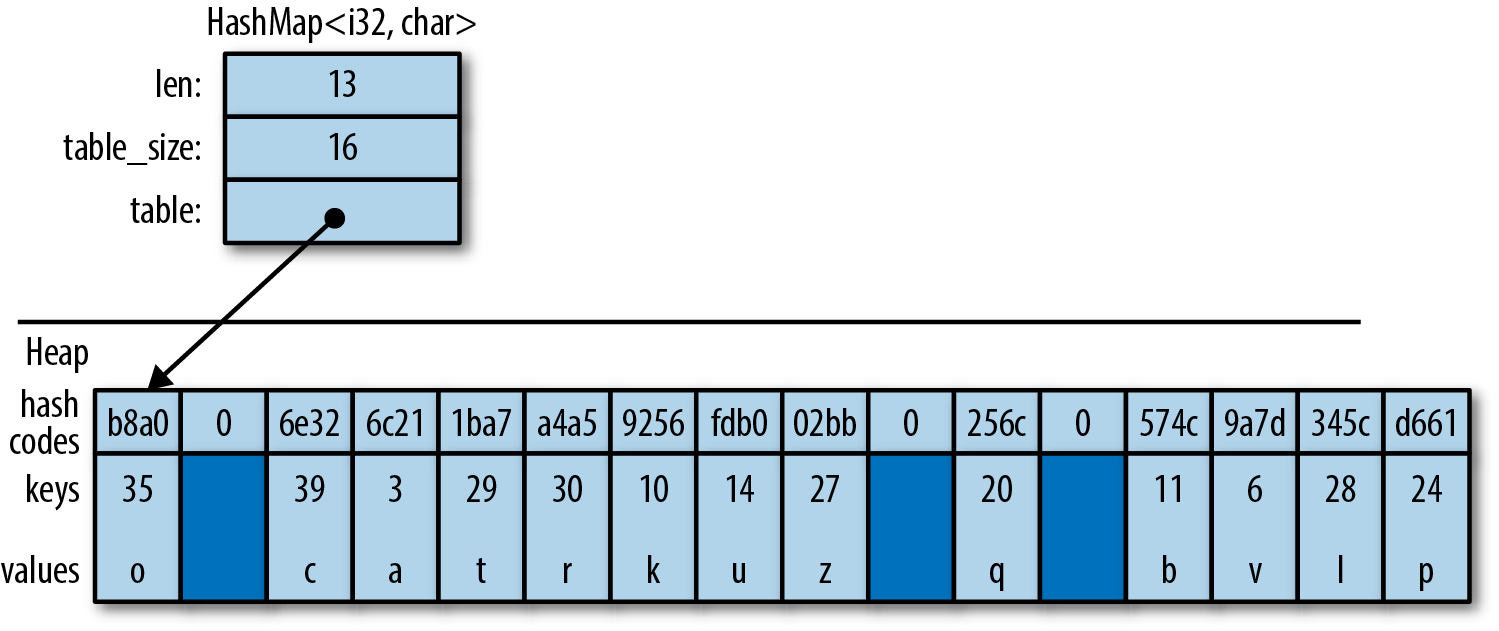 HashMap<i32, char>
len: 13
table_size: 16
table:
Heap
hash codes b8a0 0 6e32 6c21 1ba7 a4a5 9256 fdb0 02bb 0 256c 0 574c 9a7d 345c d661
keys 35 39 3 29 30 10 14 27 20 11 6 28 24
values o c a t r k u z q b v l p